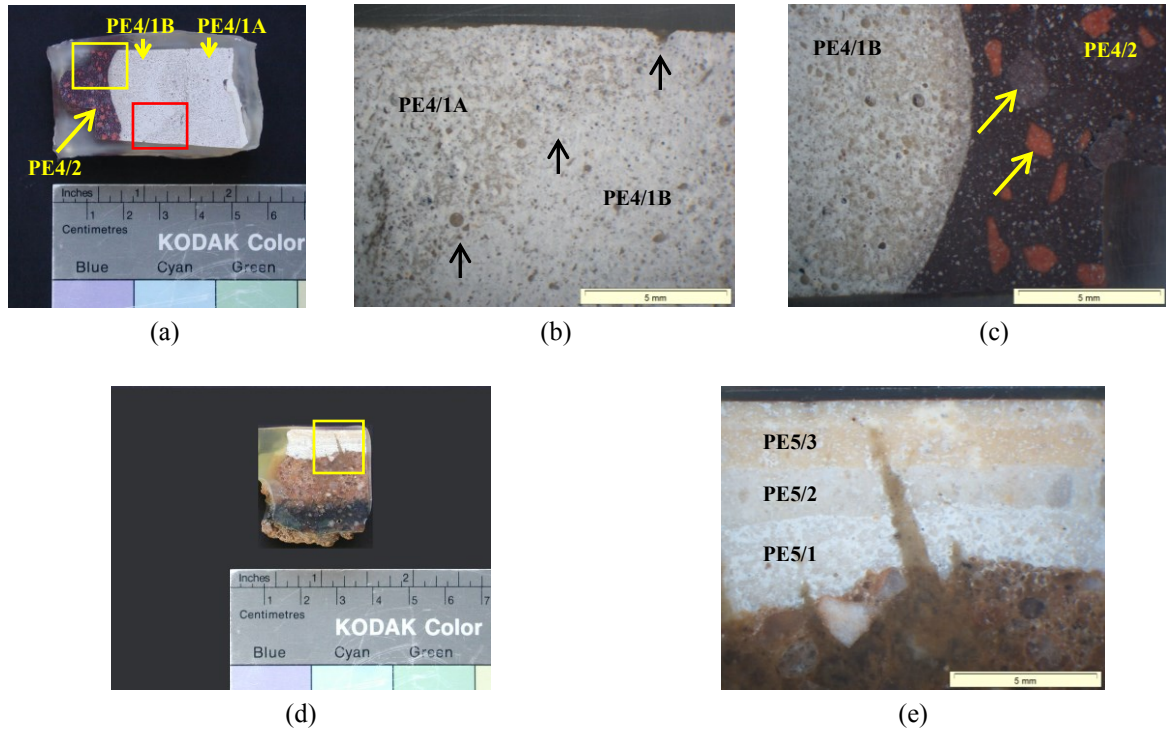 PE4/1B PE4/1A
PE4/2
Inches 1 2
1 2 3 4 5 6
Centimetres
KODAK Color
Blue Cyan Green
(a)
PE4/1A
PE4/1B
5 mm
(b)
PE4/1B PE4/2
5 mm
(c)
Inches 1 2
1 2 3 4 5 6 7
Centimetres
KODAK Color
Blue Cyan Green
(d)
PE5/3
PE5/2
PE5/1
5 mm
(e)